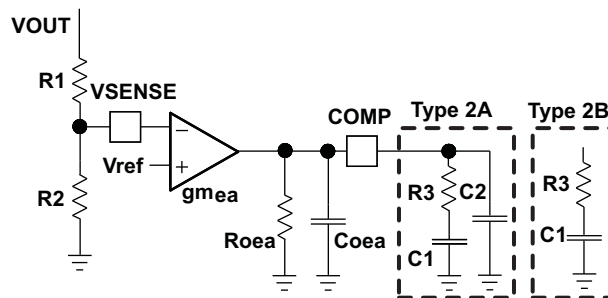 VOUT
R1
VSENSE
COMP
Type 2A
Type 2B
−
Vref
+
gmea
R2
R3
C2
R3
Roea
Coea
C1
C1